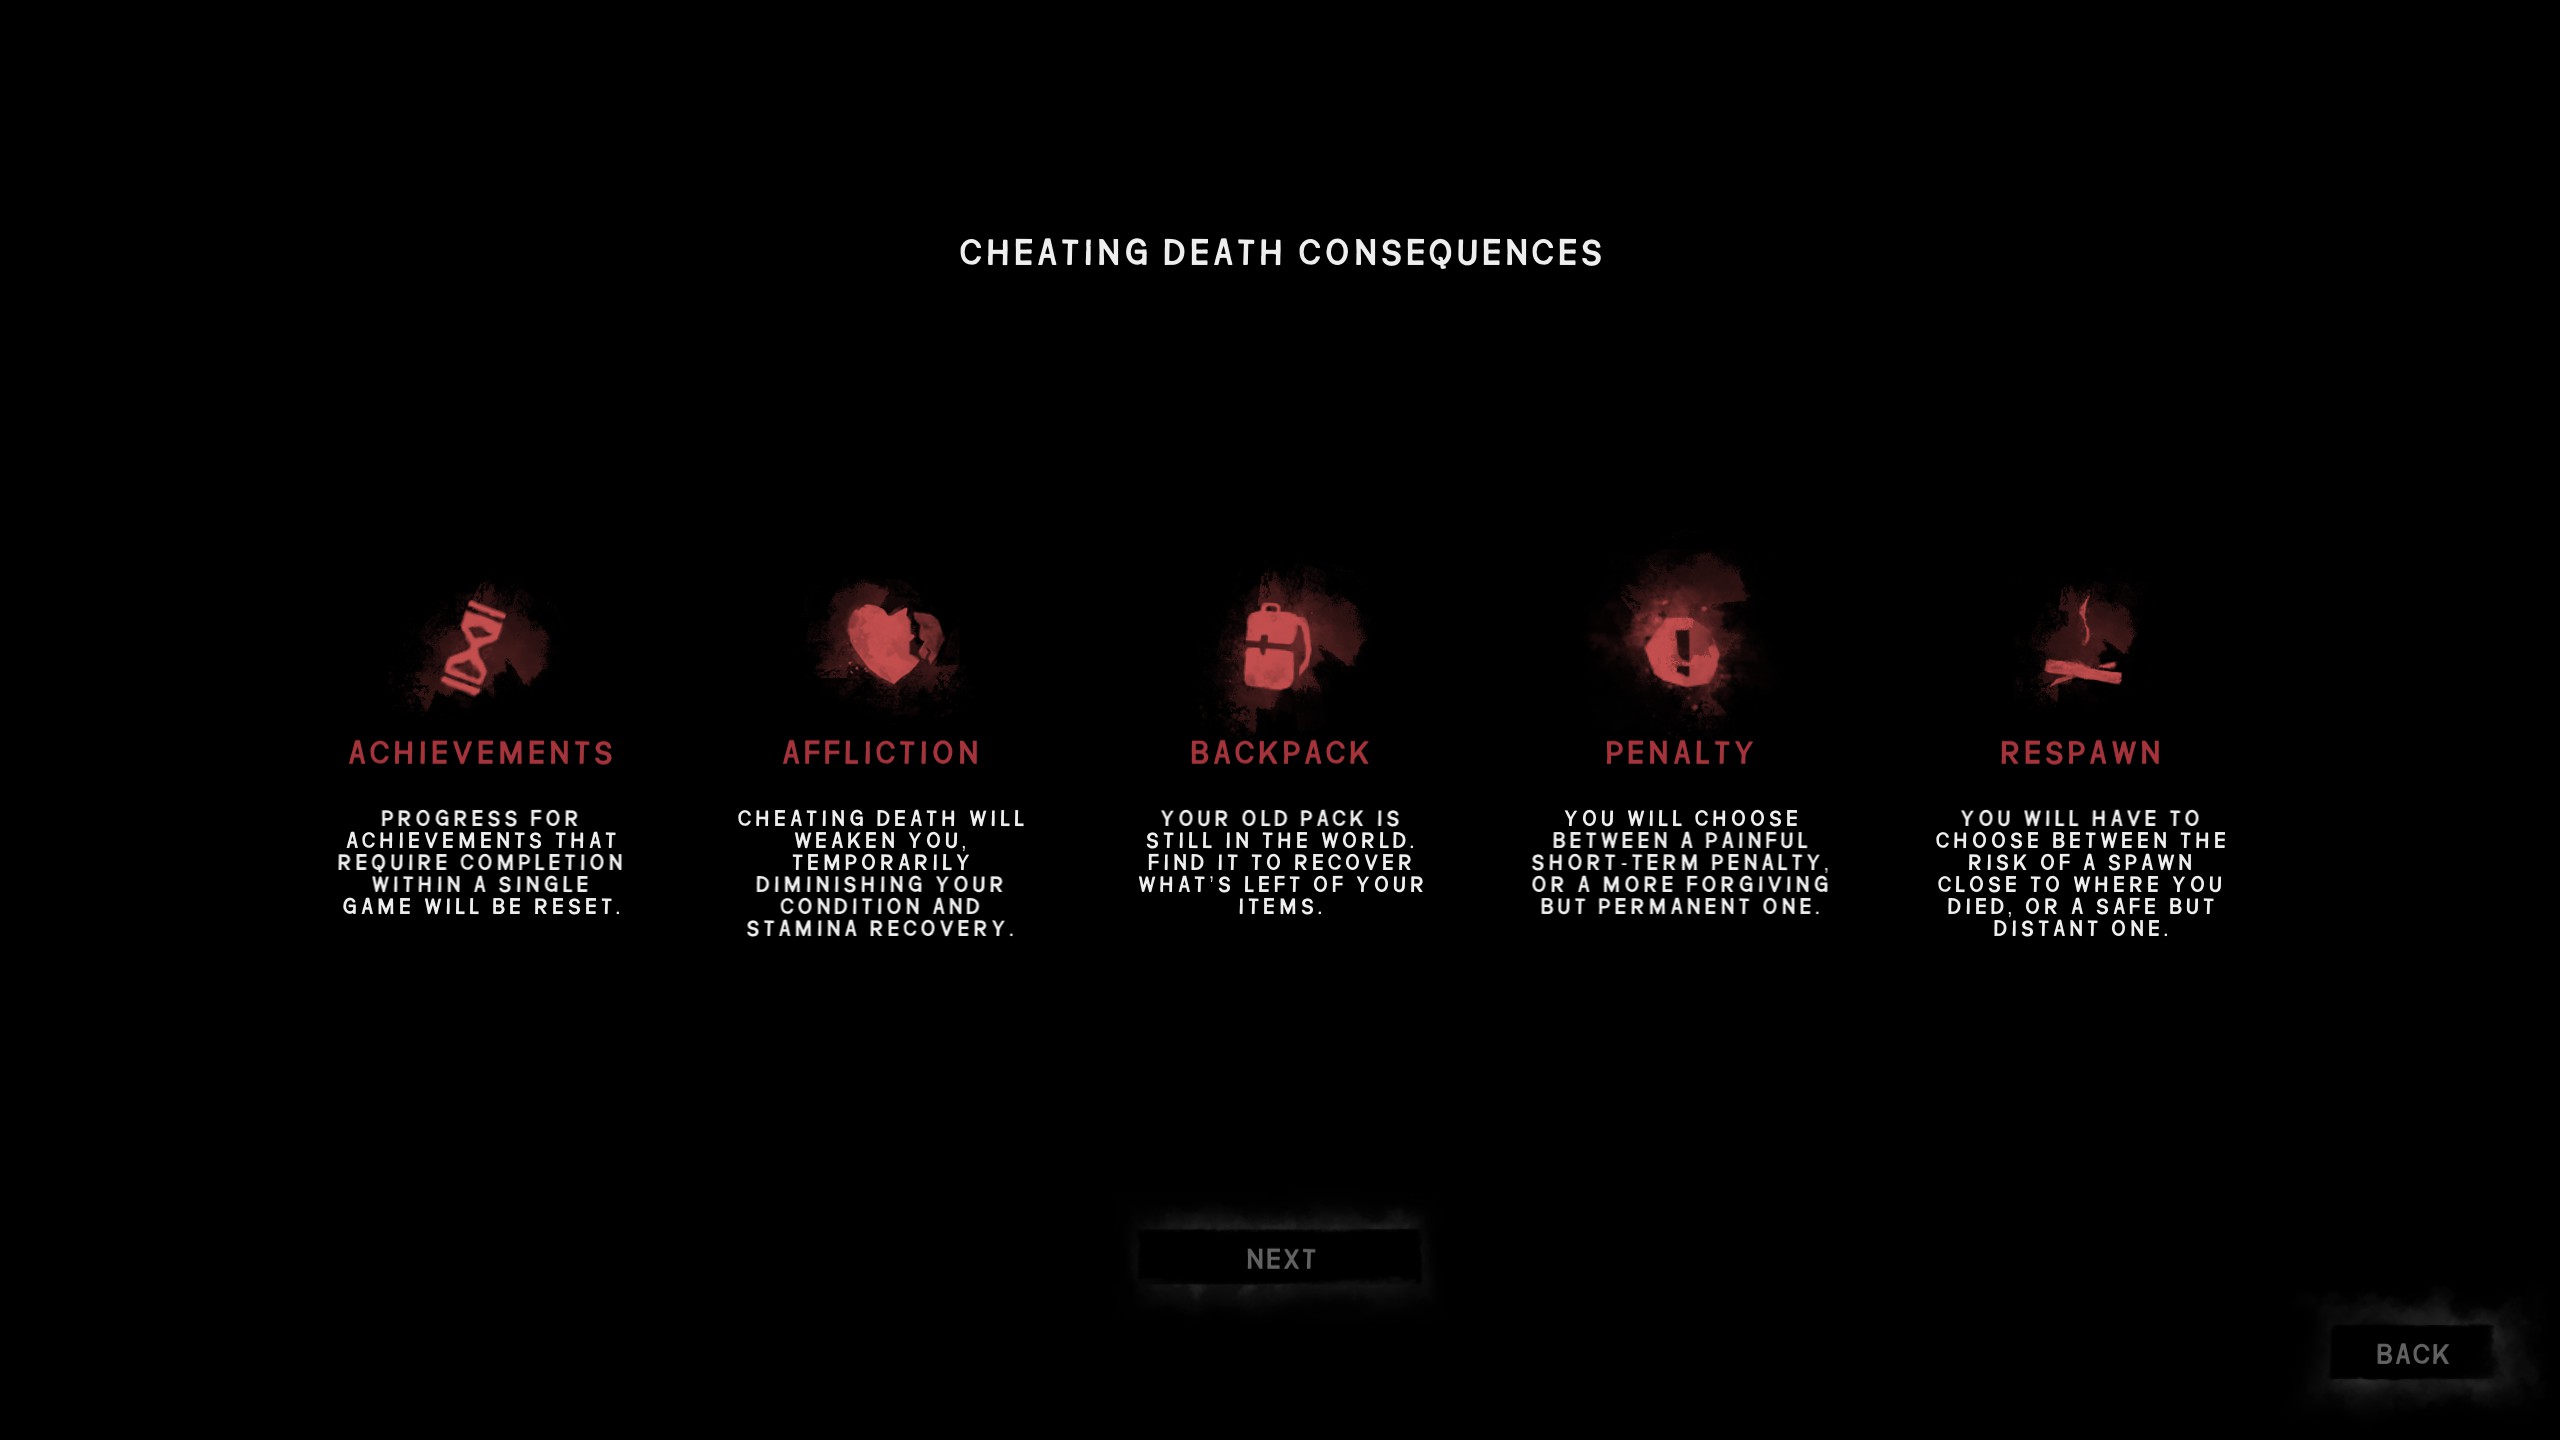 CHEATING DEATH CONSEQUENCES
ACHIEVEMENTS
PROGRESS FOR
ACHIEVEMENTS THAT
REQUIRE COMPLETION
WITHIN A SINGLE
GAME WILL BE RESET.
AFFLICTION
CHEATING DEATH WILL
WEAKEN YOU,
TEMPORARILY
DIMINISHING YOUR
CONDITION AND
STAMINA RECOVERY.
BACKPACK
YOUR OLD PACK IS
STILL IN THE WORLD.
FIND IT TO RECOVER
WHAT'S LEFT OF YOUR
ITEMS.
PENALTY
YOU WILL CHOOSE
BETWEEN A PAINFUL
SHORT-TERM PENALTY,
OR A MORE FORGIVING
BUT PERMANENT ONE.
RESPAWN
YOU WILL HAVE TO
CHOOSE BETWEEN THE
RISK OF A SPAWN
CLOSE TO WHERE YOU
DIED, OR A SAFE BUT
DISTANT ONE.
NEXT
BACK